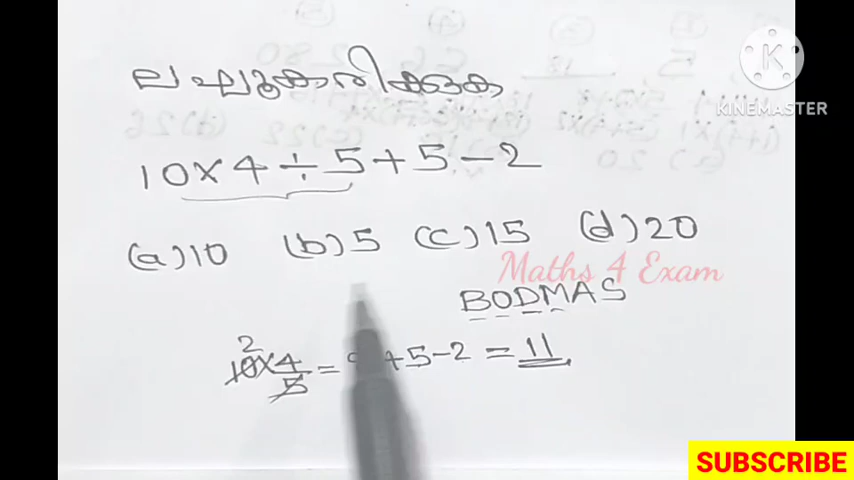 KINEMASTER
ലഘൂകരിക്കുക
10×4÷5+5-2
(a)10 (b)5 (c)15 (d)20
Maths 4 Exam
BODMAS
2
10×4/5 = +5-2 = 11
SUBSCRIBE